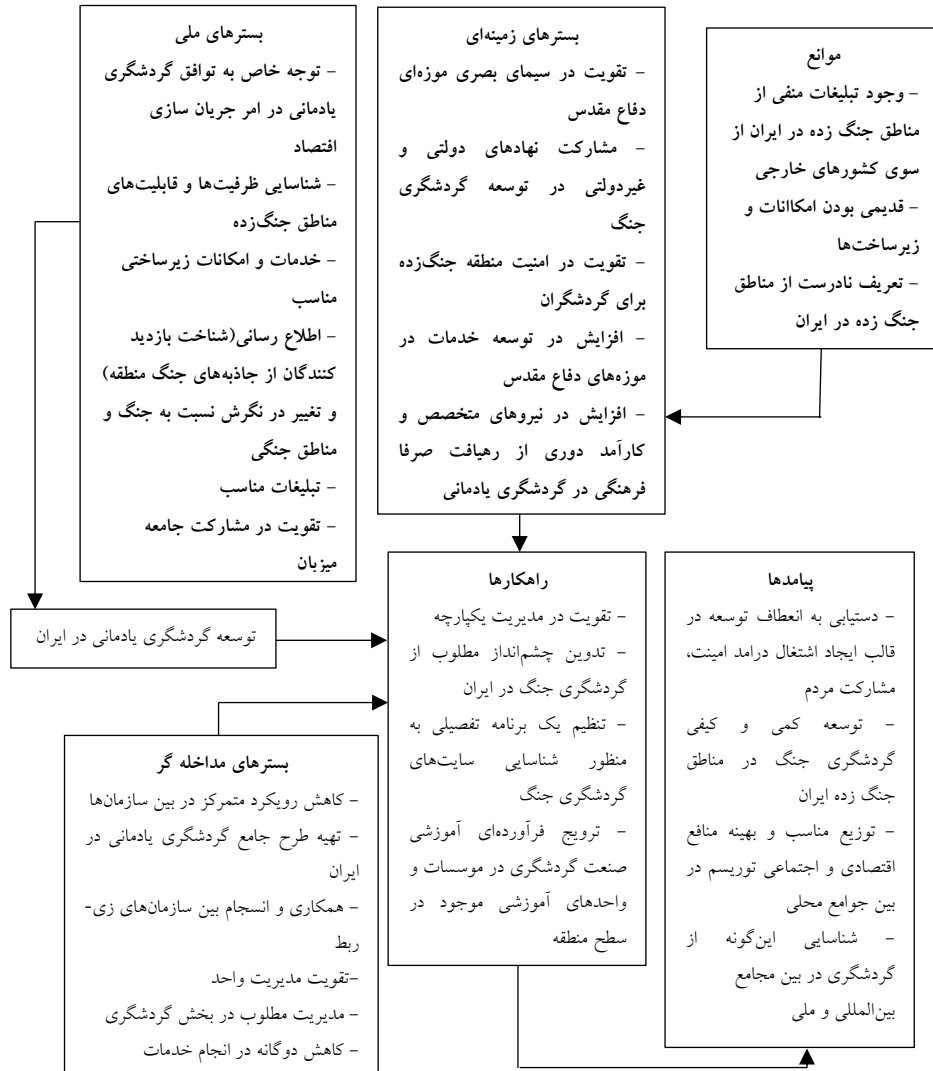 موانع
– وجود تبلیغات منفی از
مناطق جنگ زده در ایران از
سوی کشورهای خارجی
– قدیمی بودن امکاانات و
زیرساخت‌ها
– تعریف نادرست از مناطق
جنگ زده در ایران
بسترهای زمینه‌ای
– تقویت در سیمای بصری موزه‌ای
دفاع مقدس
– مشارکت نهادهای دولتی و
غیردولتی در توسعه گردشگری
جنگ
– تقویت در امنیت منطقه جنگ‌زده
برای گردشگران
– افزایش در توسعه خدمات در
موزه‌های دفاع مقدس
– افزایش در نیروهای متخصص و
کارآمد دوری از رهیافت صرفا
فرهنگی در گردشگری یادمانی
بسترهای ملی
– توجه خاص به توافق گردشگری
یادمانی در امر جریان سازی
اقتصاد
– شناسایی ظرفیت‌ها و قابلیت‌های
مناطق جنگ‌زده
– خدمات و امکانات زیرساختی
مناسب
– اطلاع رسانی(شناخت بازدید
کنندگان از جاذبه‌های جنگ منطقه)
و تغییر در نگرش نسبت به جنگ و
مناطق جنگی
– تبلیغات مناسب
– تقویت در مشارکت جامعه
میزبان
توسعه گردشگری یادمانی در ایران
بسترهای مداخله گر
– کاهش رویکرد متمرکز در بین سازمان‌ها
– تهیه طرح جامع گردشگری یادمانی در
ایران
– همکاری و انسجام بین سازمان‌های زی-
ربط
–تقویت مدیریت واحد
– مدیریت مطلوب در بخش گردشگری
– کاهش دوگانه در انجام خدمات
راهکارها
– تقویت در مدیریت یکپارچه
– تدوین چشم‌انداز مطلوب از
گردشگری جنگ در ایران
– تنظیم یک برنامه تفصیلی به
منظور شناسایی سایت‌های
گردشگری جنگ
– ترویج فرآورده‌ای آموزشی
صنعت گردشگری در موسسات و
واحدهای آموزشی موجود در
سطح منطقه
پیامدها
– دستیابی به انعطاف توسعه در
قالب ایجاد اشتغال درامد امینت،
مشارکت مردم
– توسعه کمی و کیفی
گردشگری جنگ در مناطق
جنگ زده ایران
– توزیع مناسب و بهینه منافع
اقتصادی و اجتماعی توریسم در
بین جوامع محلی
– شناسایی این‌گونه از
گردشگری در بین مجامع
بین‌المللی و ملی